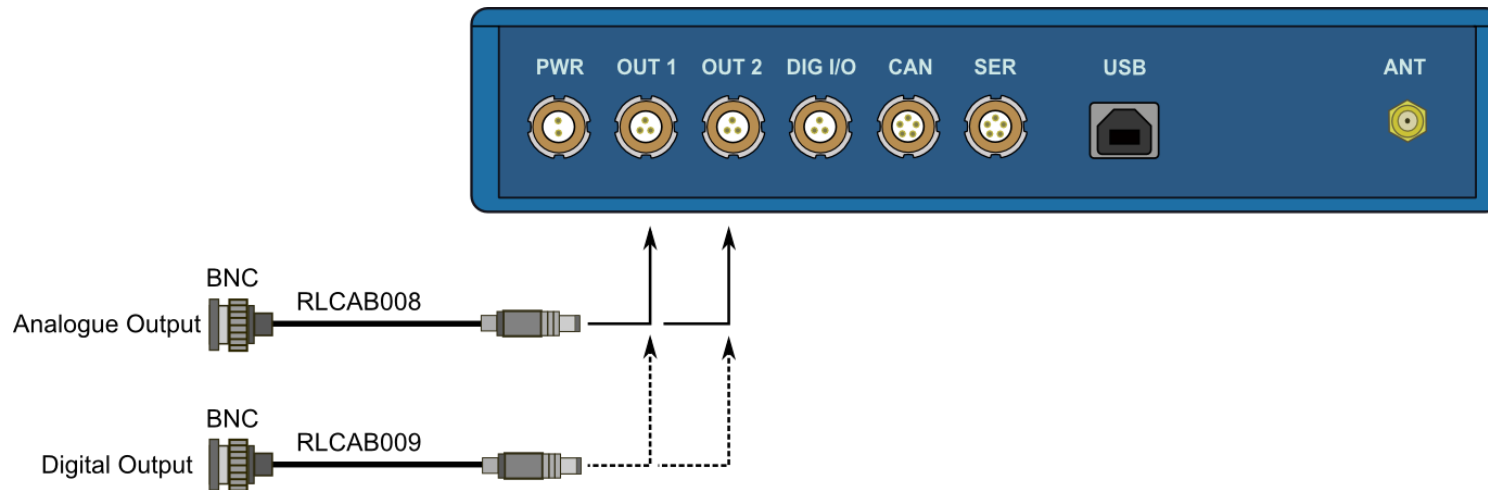 PWR OUT 1 OUT 2 DIG I/O CAN SER USB ANT
BNC
RLCAB008
Analogue Output
BNC
RLCAB009
Digital Output